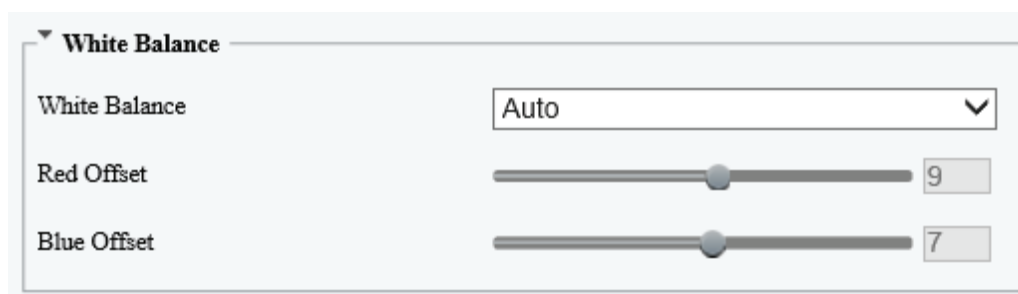 White Balance
White Balance Auto
Red Offset 9
Blue Offset 7